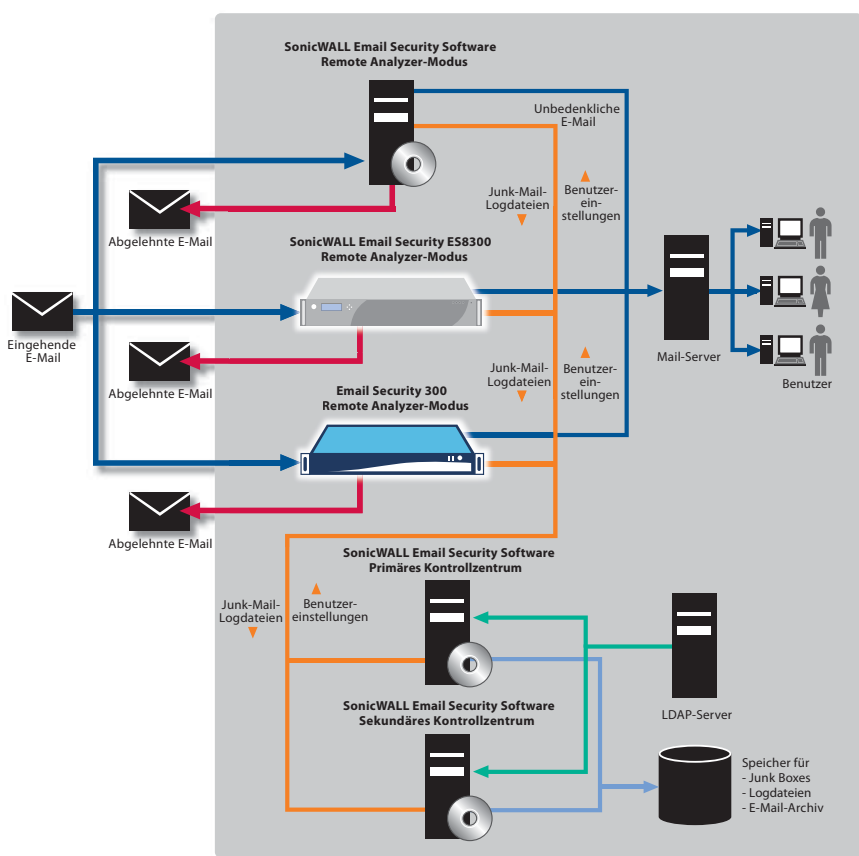 SonicWALL Email Security Software
Remote Analyzer-Modus
Unbedenkliche
E-Mail
Junk-Mail-
Logdateien
Benutzer-
ein-
stellungen
Abgelehnte E-Mail
SonicWALL Email Security ES8300
Remote Analyzer-Modus
Eingehende
E-Mail
Mail-Server
Benutzer
Abgelehnte E-Mail
Junk-Mail-
Logdateien
Benutzer-
ein-
stellungen
Email Security 300
Remote Analyzer-Modus
Abgelehnte E-Mail
SonicWALL Email Security Software
Primäres Kontrollzentrum
Junk-Mail-
Logdateien
Benutzer-
einstellungen
LDAP-Server
SonicWALL Email Security Software
Sekundäres Kontrollzentrum
Speicher für
- Junk Boxes
- Logdateien
- E-Mail-Archiv